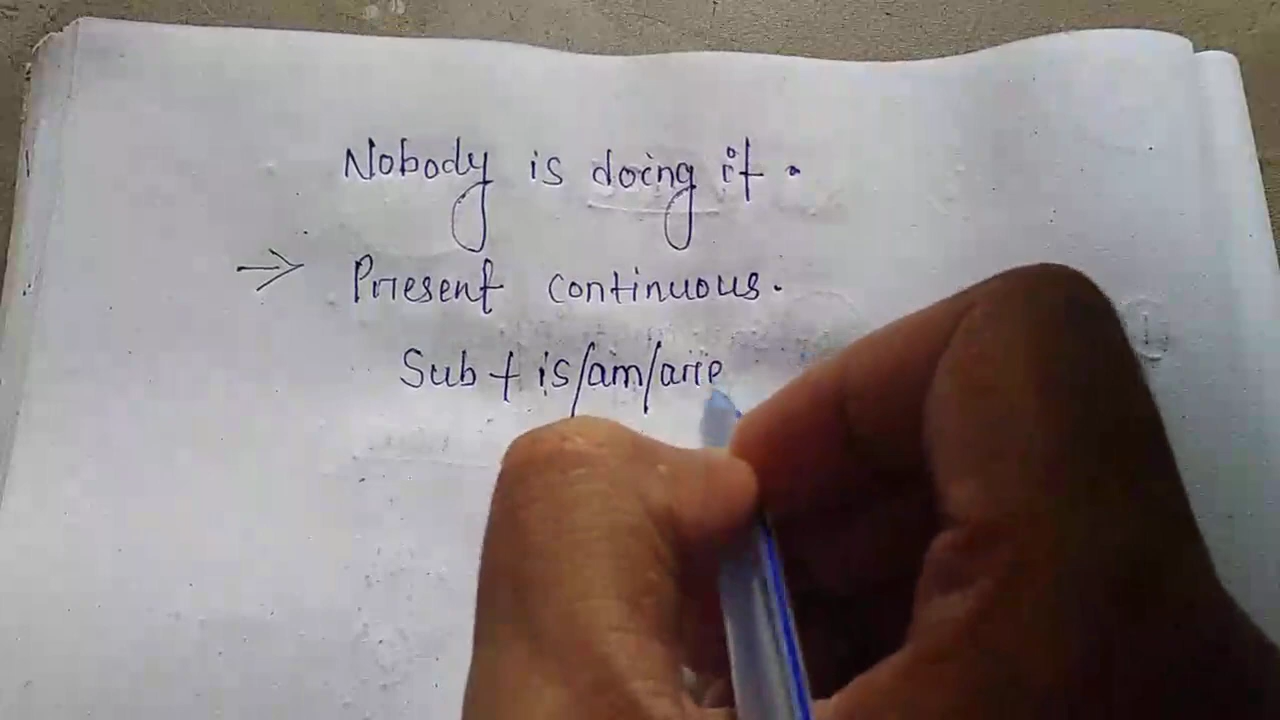 Nobody is doing it.
→ Present continuous.
Sub + is/am/are